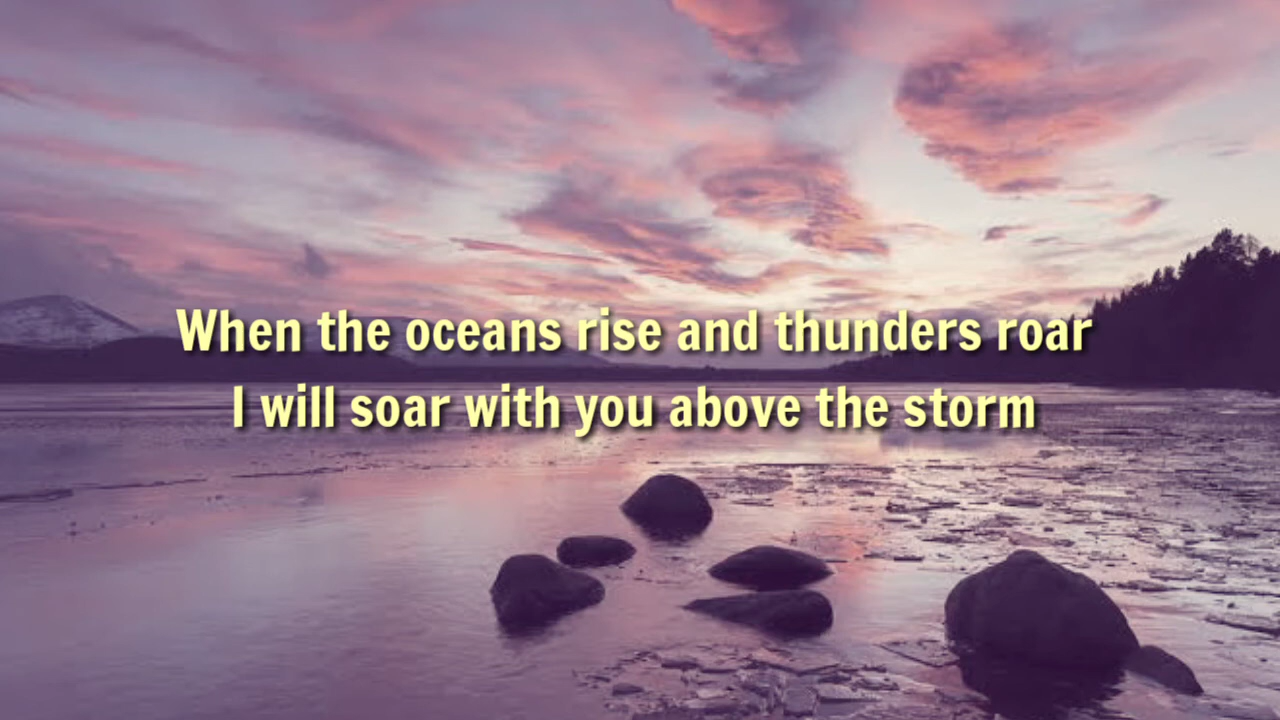 When the oceans rise and thunders roar
I will soar with you above the storm